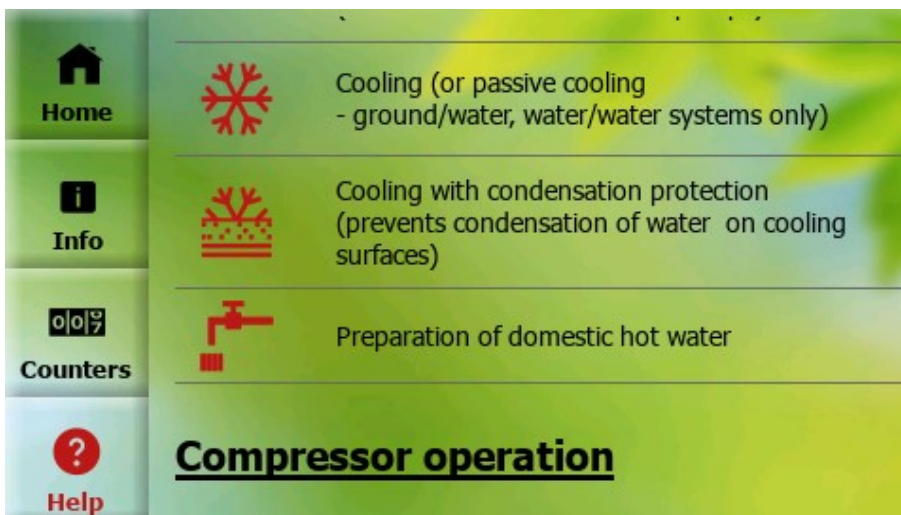 Home
Cooling (or passive cooling
- ground/water, water/water systems only)
Info
Cooling with condensation protection
(prevents condensation of water on cooling
surfaces)
Counters
Preparation of domestic hot water
Help
Compressor operation